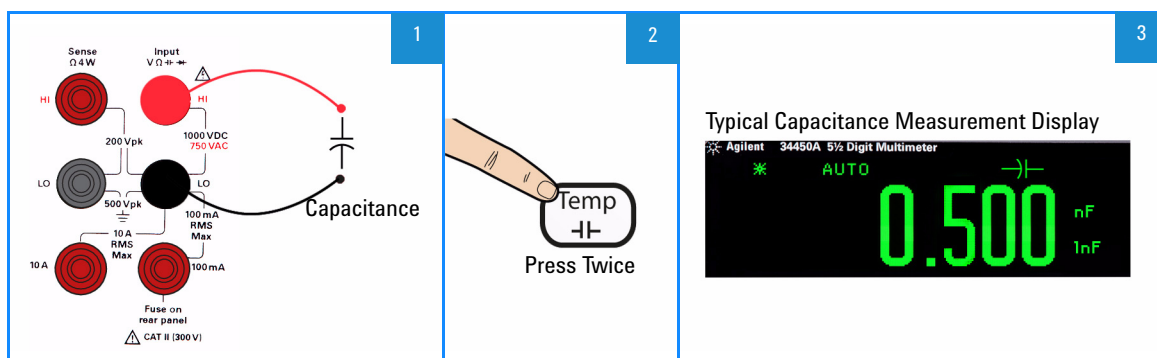 1
Sense
Ω 4 W
Input
V Ω ⊣⊢ ➔⊢
HI
HI
200 Vpk
1000 VDC
750 VAC
LO
LO
500 Vpk
100 mA
RMS
Max
Capacitance
10 A
RMS
Max
10 A
100 mA
Fuse on
rear panel
CAT II (300 V)
2
Temp
Press Twice
3
Typical Capacitance Measurement Display
Agilent 34450A 5½ Digit Multimeter
AUTO
0.500 nF
1nF